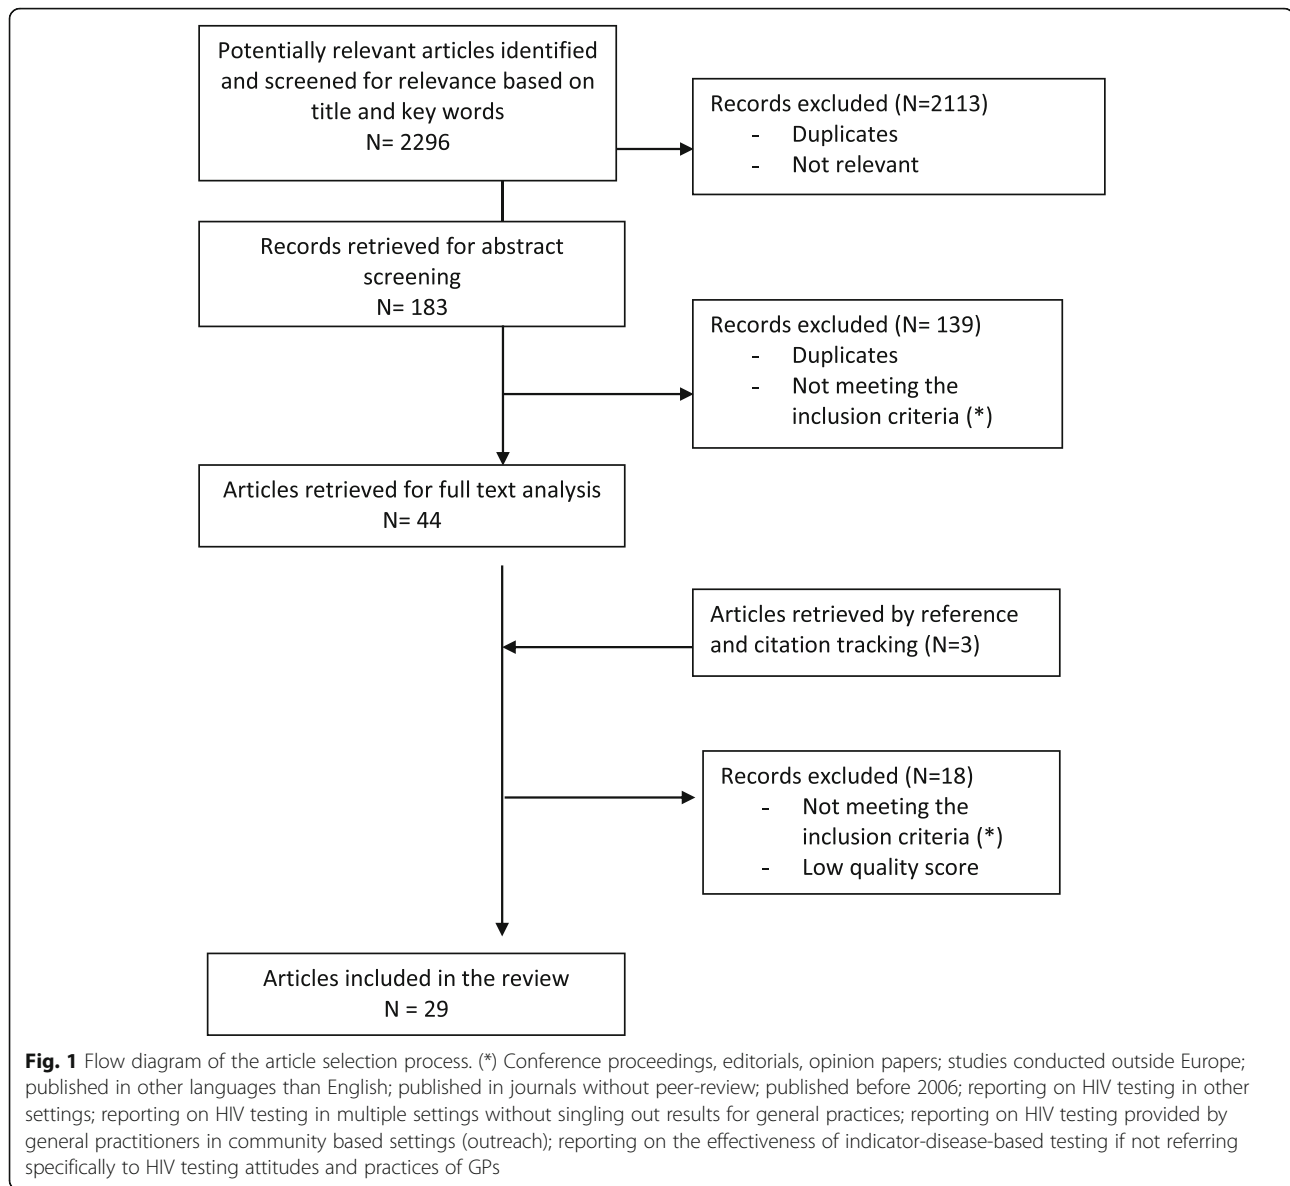 Potentially relevant articles identified
and screened for relevance based on
title and key words
N= 2296
Records excluded (N=2113)
- Duplicates
- Not relevant
Records retrieved for abstract
screening
N= 183
Records excluded (N= 139)
- Duplicates
- Not meeting the
inclusion criteria (*)
Articles retrieved for full text analysis
N= 44
Articles retrieved by reference
and citation tracking (N=3)
Records excluded (N=18)
- Not meeting the
inclusion criteria (*)
- Low quality score
Articles included in the review
N = 29
Fig. 1 Flow diagram of the article selection process. (*) Conference proceedings, editorials, opinion papers; studies conducted outside Europe;
published in other languages than English; published in journals without peer-review; published before 2006; reporting on HIV testing in other
settings; reporting on HIV testing in multiple settings without singling out results for general practices; reporting on HIV testing provided by
general practitioners in community based settings (outreach); reporting on the effectiveness of indicator-disease-based testing if not referring
specifically to HIV testing attitudes and practices of GPs